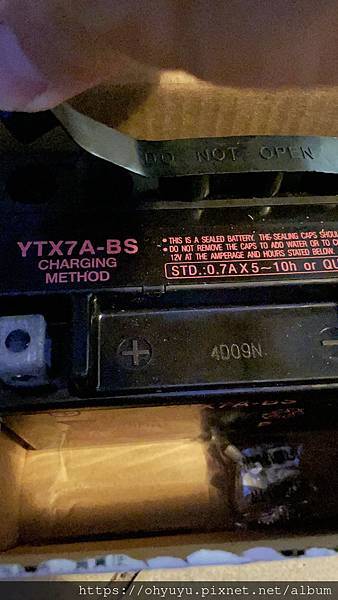 DO NOT OPEN
YTX7A-BS
CHARGING
METHOD
• THIS IS A SEALED BATTERY. THE SEALING CAPS SHOU
• DO NOT REMOVE THE CAPS TO ADD WATER OR TO C
12V AT THE AMPERAGE AND HOURS STATED BELOW.
STD.:0.7A×5~10h or QU
4D09N
https://ohyuyu.pixnet.net/album